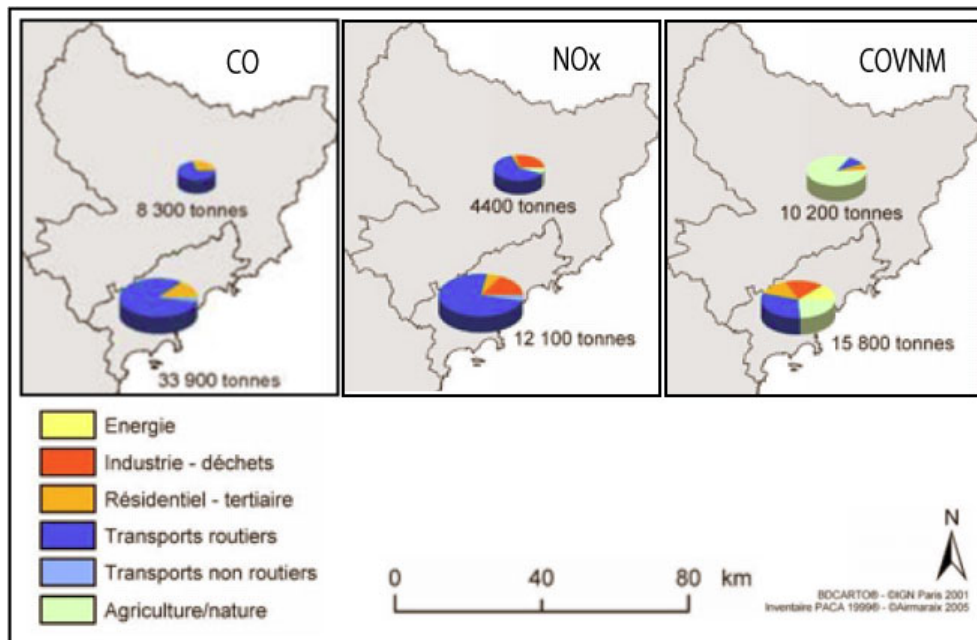 CO
8 300 tonnes
33 900 tonnes
NOx
4400 tonnes
12 100 tonnes
COVNM
10 200 tonnes
15 800 tonnes
Energie
Industrie - déchets
Résidentiel - tertiaire
Transports routiers
Transports non routiers
Agriculture/nature
0 40 80 km
N
BDCARTO® - ©IGN Paris 2001
Inventaire PACA 1999® - ©Airmaraix 2005